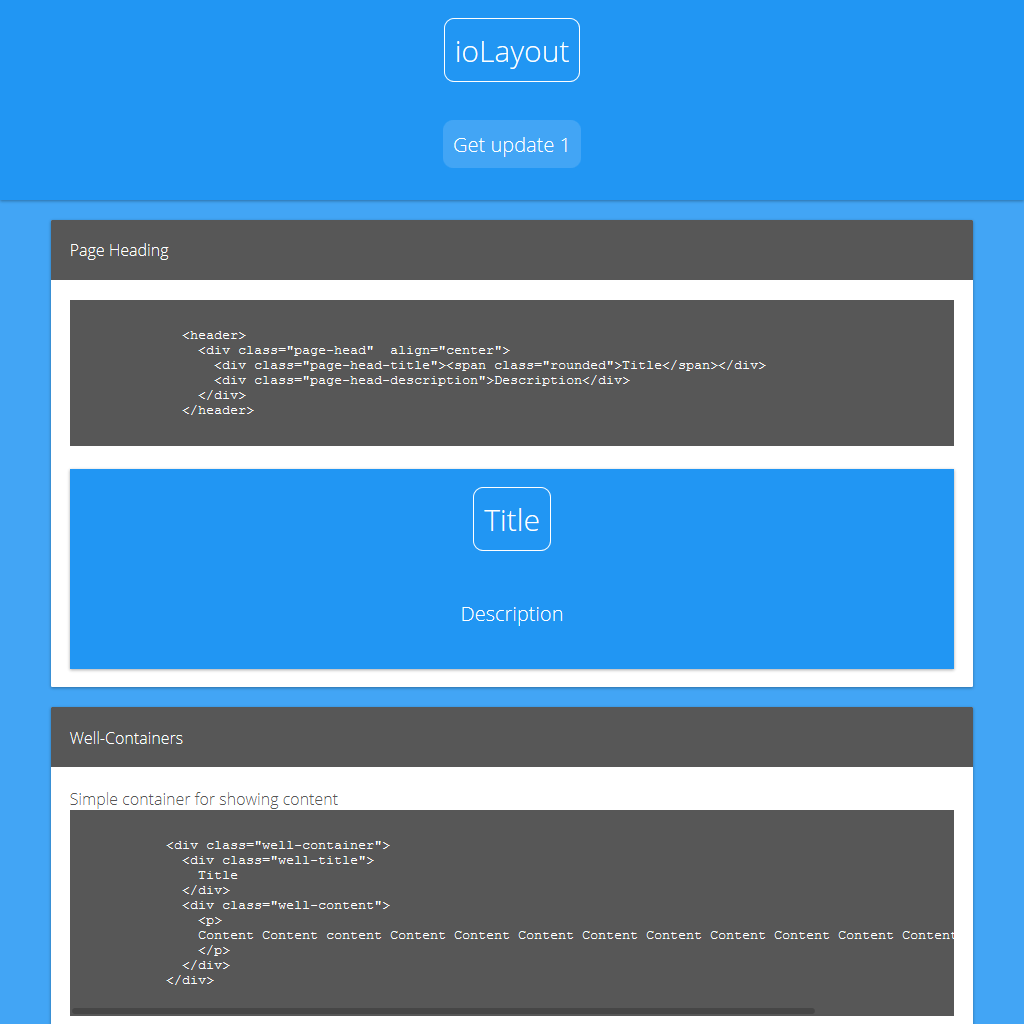 ioLayout
Get update 1
Page Heading
<header>
<div class="page-head"  align="center">
<div class="page-head-title"><span class="rounded">Title</span></div>
<div class="page-head-description">Description</div>
</div>
</header>
Title
Description
Well-Containers
Simple container for showing content
<div class="well-container">
<div class="well-title">
Title
</div>
<div class="well-content">
<p>
Content Content content Content Content Content Content Content Content Content Content Content
</p>
</div>
</div>